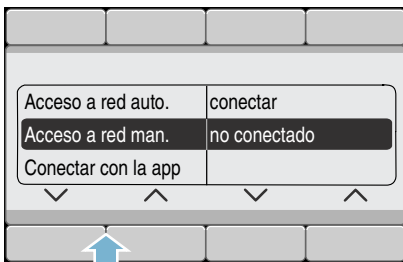 Acceso a red auto. conectar
Acceso a red man. no conectado
Conectar con la app